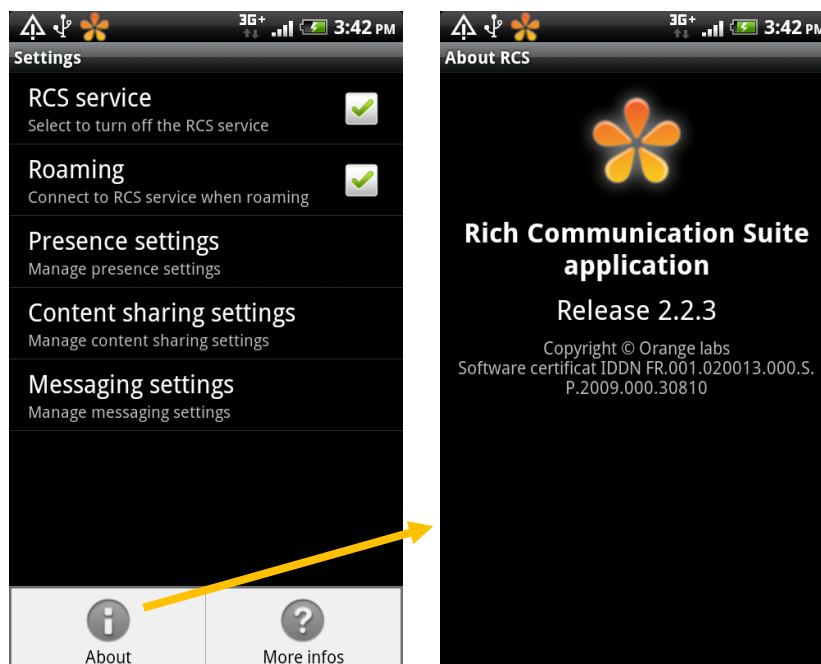 3G+ 3:42 PM
Settings
RCS service
Select to turn off the RCS service
Roaming
Connect to RCS service when roaming
Presence settings
Manage presence settings
Content sharing settings
Manage content sharing settings
Messaging settings
Manage messaging settings
About
More infos
3G+ 3:42 PM
About RCS
Rich Communication Suite
application
Release 2.2.3
Copyright © Orange labs
Software certificat IDDN FR.001.020013.000.S.
P.2009.000.30810